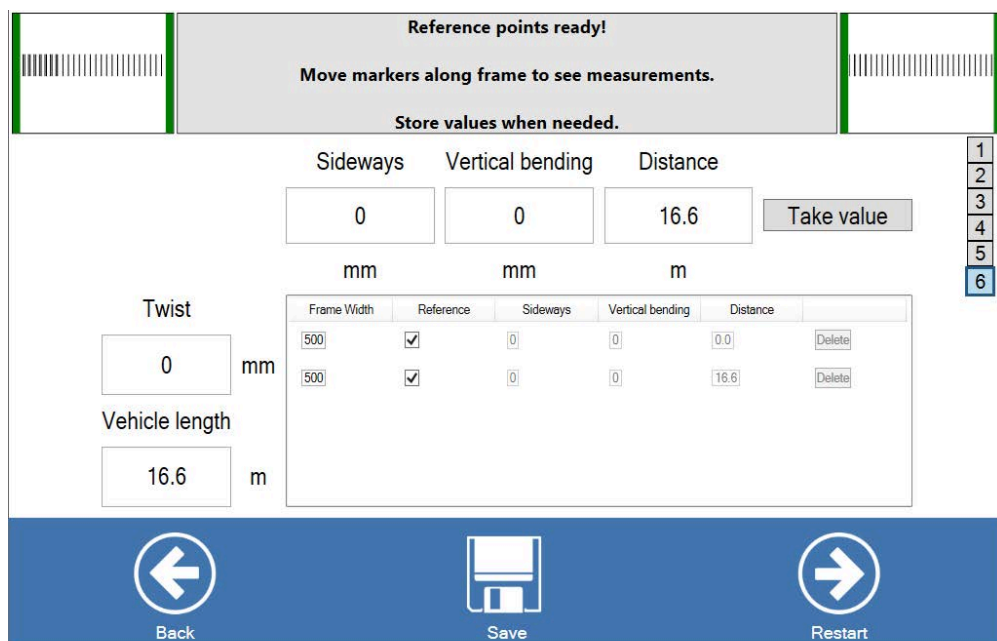 Reference points ready!
Move markers along frame to see measurements.
Store values when needed.
1
2
3
4
5
6
Sideways Vertical bending Distance
0 0 16.6 Take value
mm mm m
Twist
0 mm
Vehicle length
16.6 m
Frame Width Reference Sideways Vertical bending Distance
500 0 0 0.0 Delete
500 0 0 16.6 Delete
Back Save Restart